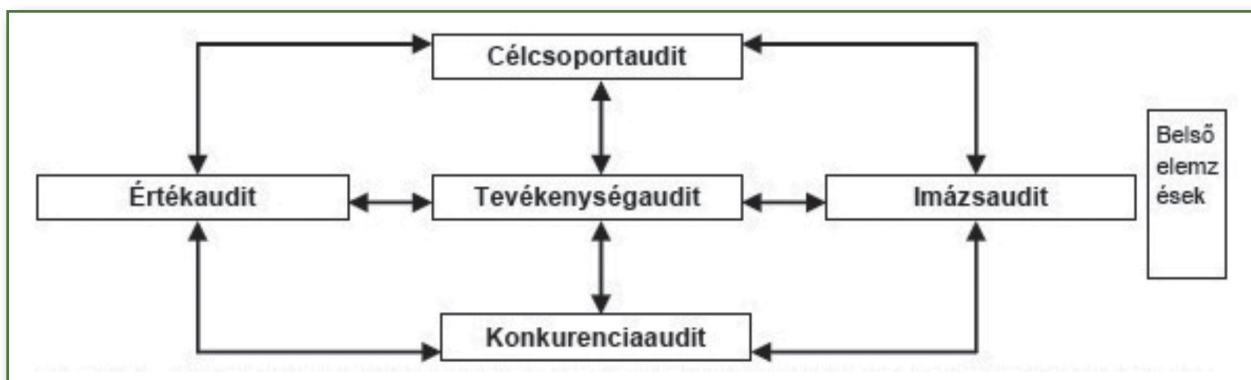 Célcsoportaudit
Belső
elemz
ések
Értékaudit
Tevékenységaudit
Imázsaudit
Konkurenciaaudit